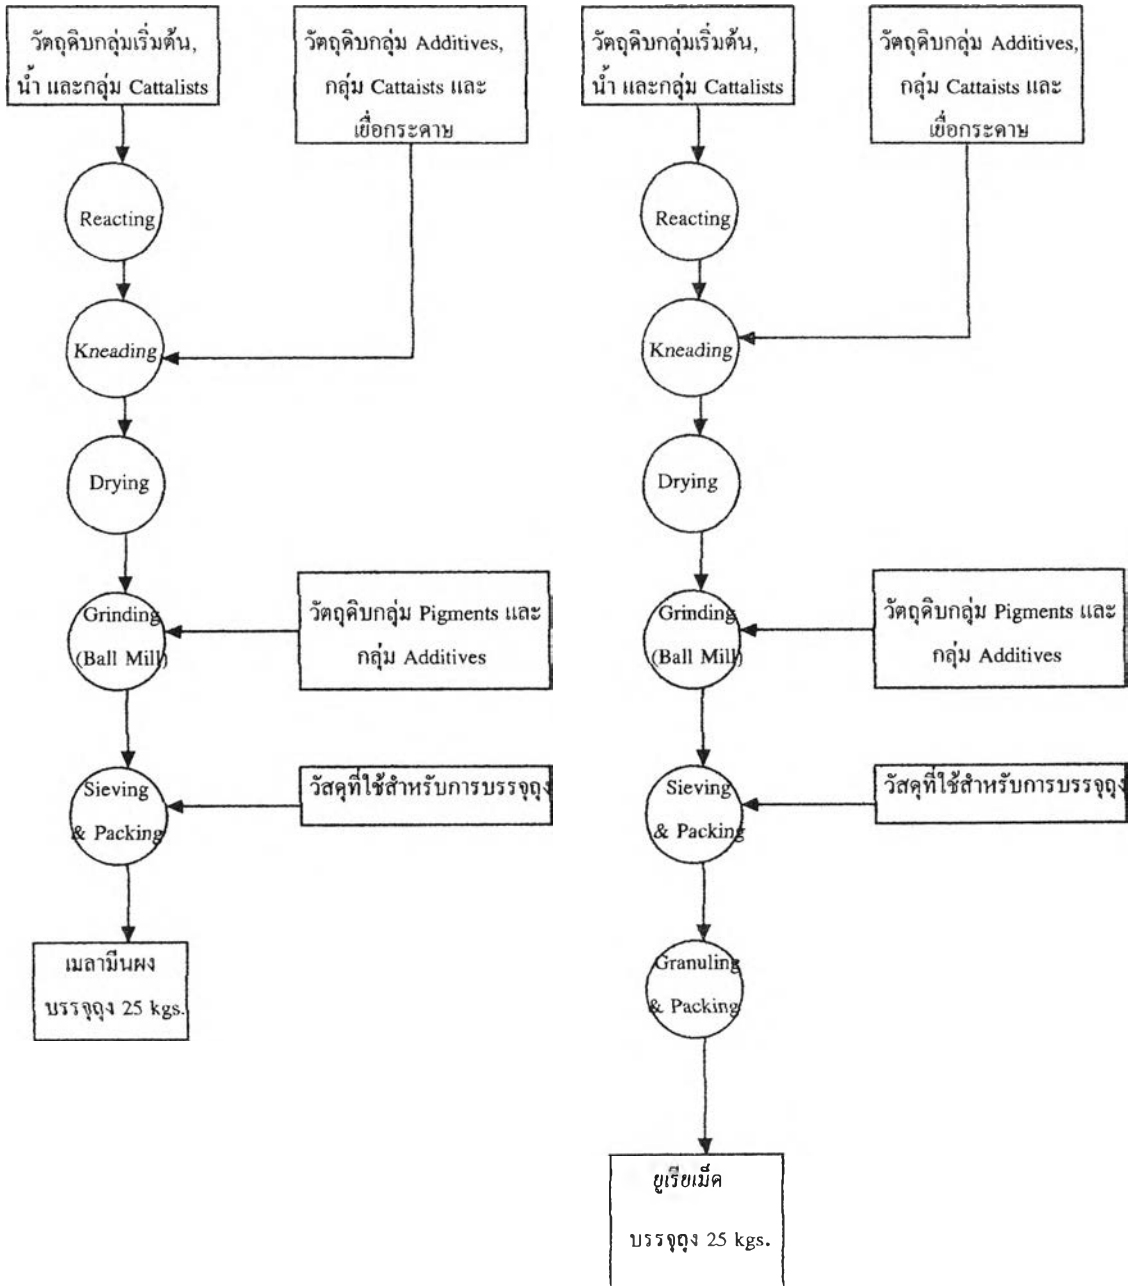 วัตถุดิบกลุ่มเริ่มต้น,
น้ำ และกลุ่ม Cattalists
วัตถุดิบกลุ่ม Additives,
กลุ่ม Cattaists และ
เยื่อกระดาษ
Reacting
Kneading
Drying
Grinding
(Ball Mill)
วัตถุดิบกลุ่ม Pigments และ
กลุ่ม Additives
Sieving
& Packing
วัสดุที่ใช้สำหรับการบรรจุถุง
เมลามีนผง
บรรจุถุง 25 kgs.
วัตถุดิบกลุ่มเริ่มต้น,
น้ำ และกลุ่ม Cattalists
วัตถุดิบกลุ่ม Additives,
กลุ่ม Cattaists และ
เยื่อกระดาษ
Reacting
Kneading
Drying
Grinding
(Ball Mill)
วัตถุดิบกลุ่ม Pigments และ
กลุ่ม Additives
Sieving
& Packing
วัสดุที่ใช้สำหรับการบรรจุถุง
Granuling
& Packing
ยูเรียเม็ด
บรรจุถุง 25 kgs.